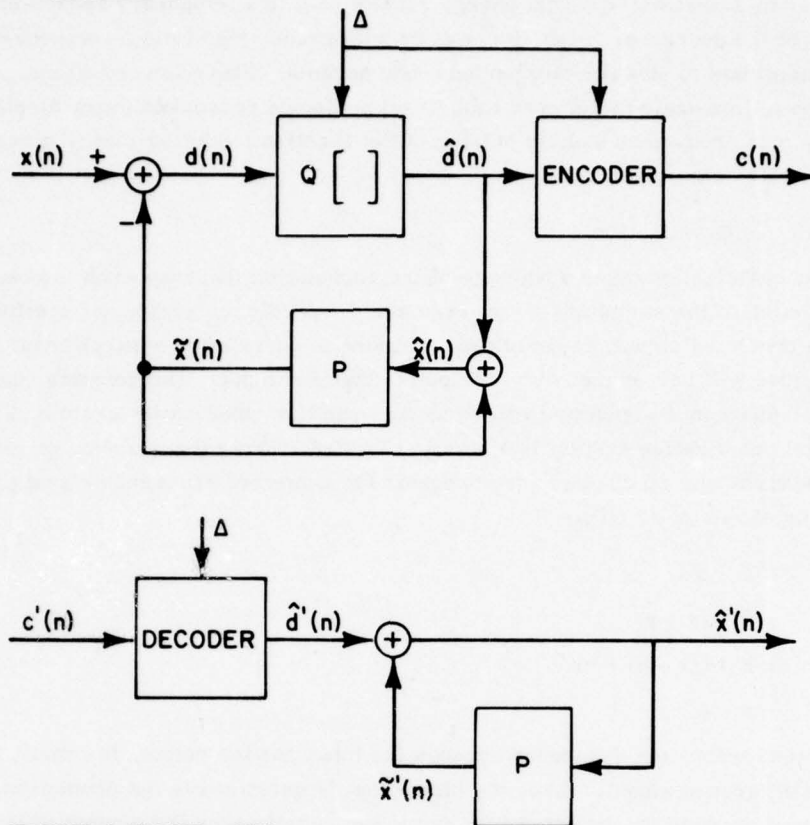 Δ
x(n) + d(n) Q [ ] d̂(n) ENCODER c(n)
−
x̃(n) P x̂(n) +
Δ
c'(n) DECODER d̂'(n) + x̂'(n)
x̃'(n) P